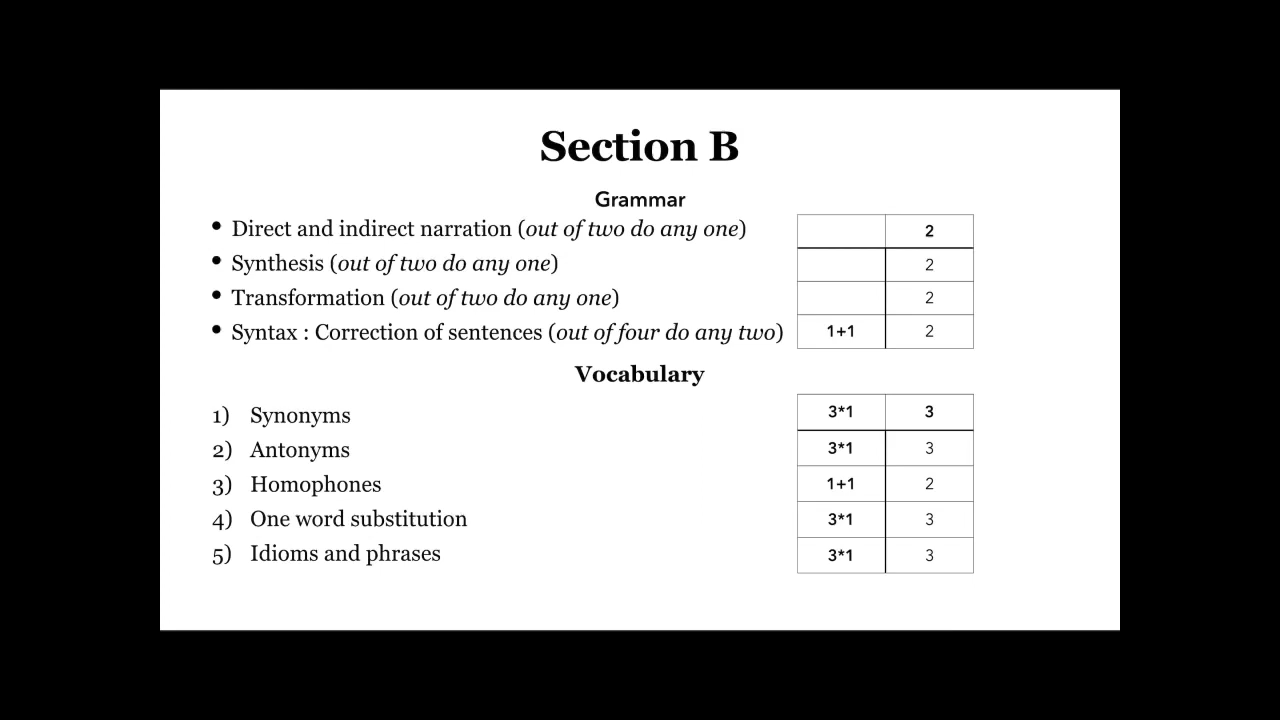 Section B
Grammar
• Direct and indirect narration (out of two do any one) 2
• Synthesis (out of two do any one) 2
• Transformation (out of two do any one) 2
• Syntax : Correction of sentences (out of four do any two) 1+1 2
Vocabulary
1) Synonyms 3*1 3
2) Antonyms 3*1 3
3) Homophones 1+1 2
4) One word substitution 3*1 3
5) Idioms and phrases 3*1 3